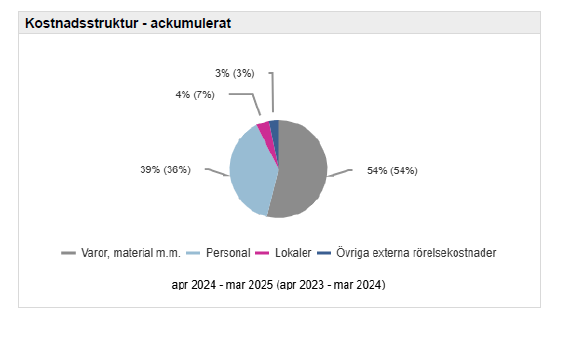 Kostnadsstruktur - ackumulerat
3% (3%)
4% (7%)
39% (36%)
54% (54%)
Varor, material m.m. Personal Lokaler Övriga externa rörelsekostnader
apr 2024 - mar 2025 (apr 2023 - mar 2024)